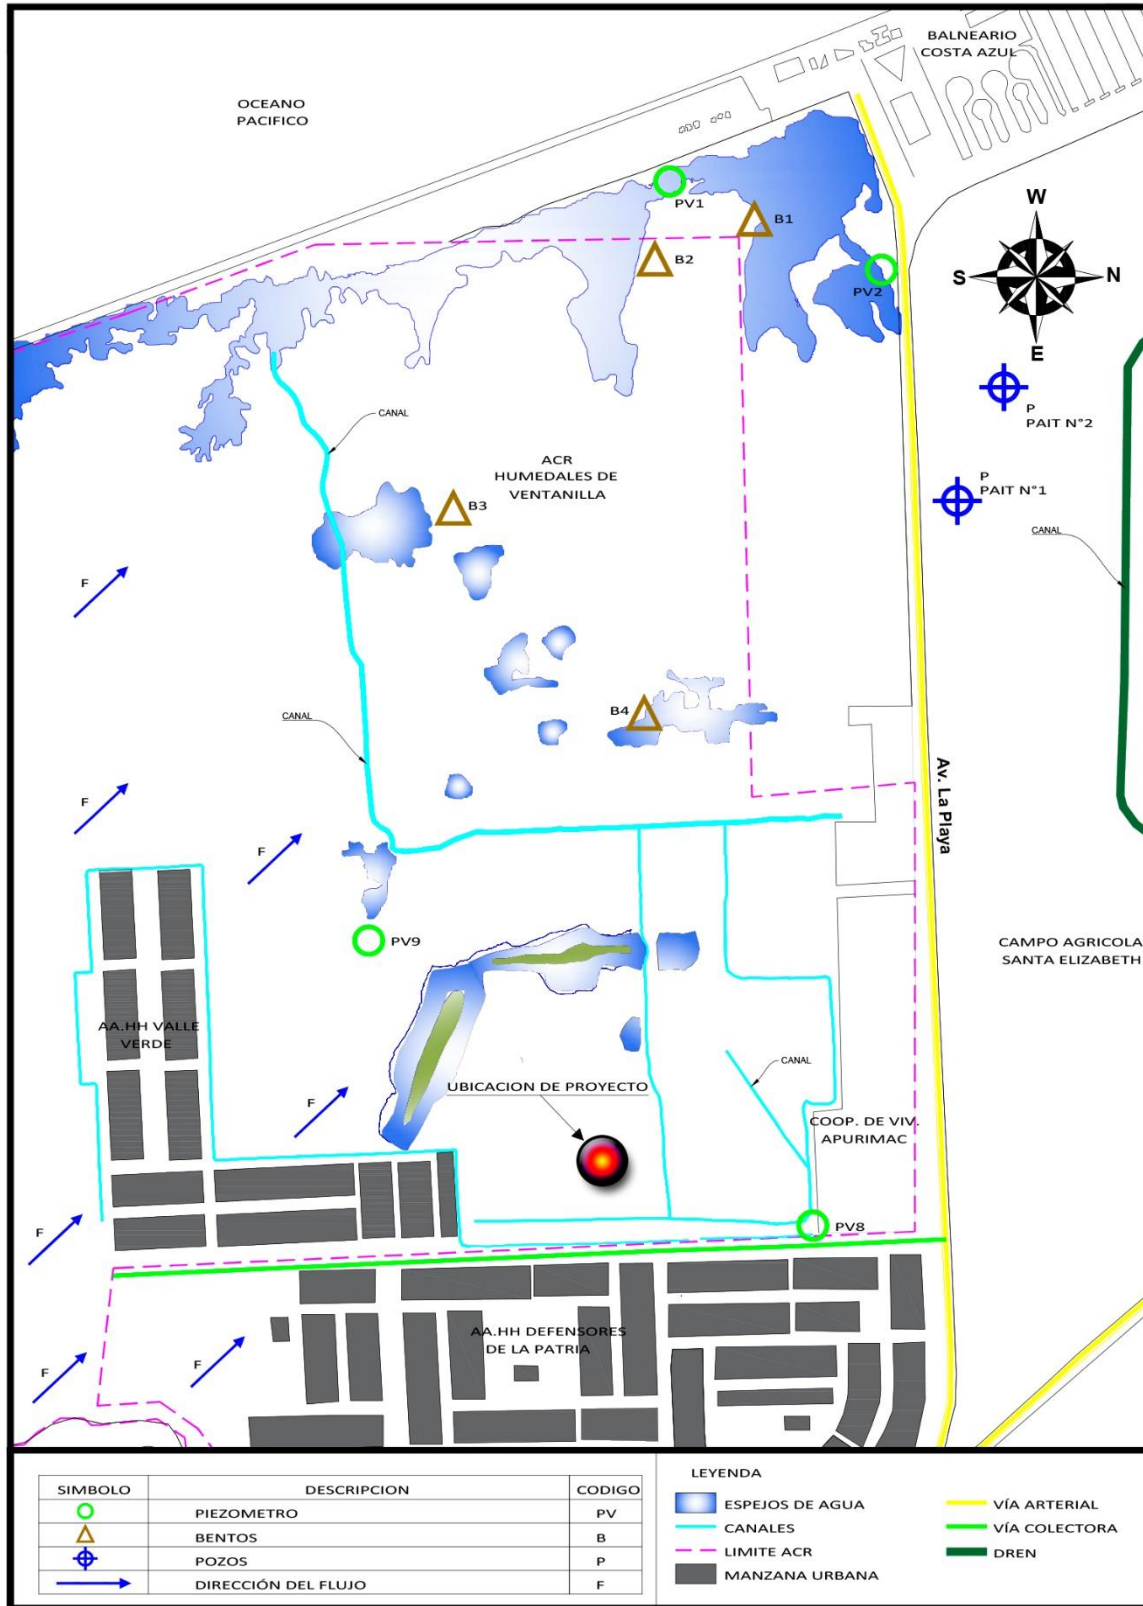 BALNEARIO
COSTA AZUL
OCEANO
PACIFICO
PV1
B1
B2
PV2
W
S
N
E
P
PAIT N°2
P
PAIT N°1
CANAL
CANAL
ACR
HUMEDALES DE
VENTANILLA
B3
F
B4
CANAL
F
F
Av. La Playa
PV9
CAMPO AGRICOLA
SANTA ELIZABETH
AA.HH VALLE
VERDE
CANAL
UBICACION DE PROYECTO
F
COOP. DE VIV.
APURIMAC
F
PV8
AA.HH DEFENSORES
DE LA PATRIA
F
F
SIMBOLO DESCRIPCION CODIGO
PIEZOMETRO PV
BENTOS B
POZOS P
DIRECCIÓN DEL FLUJO F
LEYENDA
ESPEJOS DE AGUA
CANALES
LIMITE ACR
MANZANA URBANA
VÍA ARTERIAL
VÍA COLECTORA
DREN